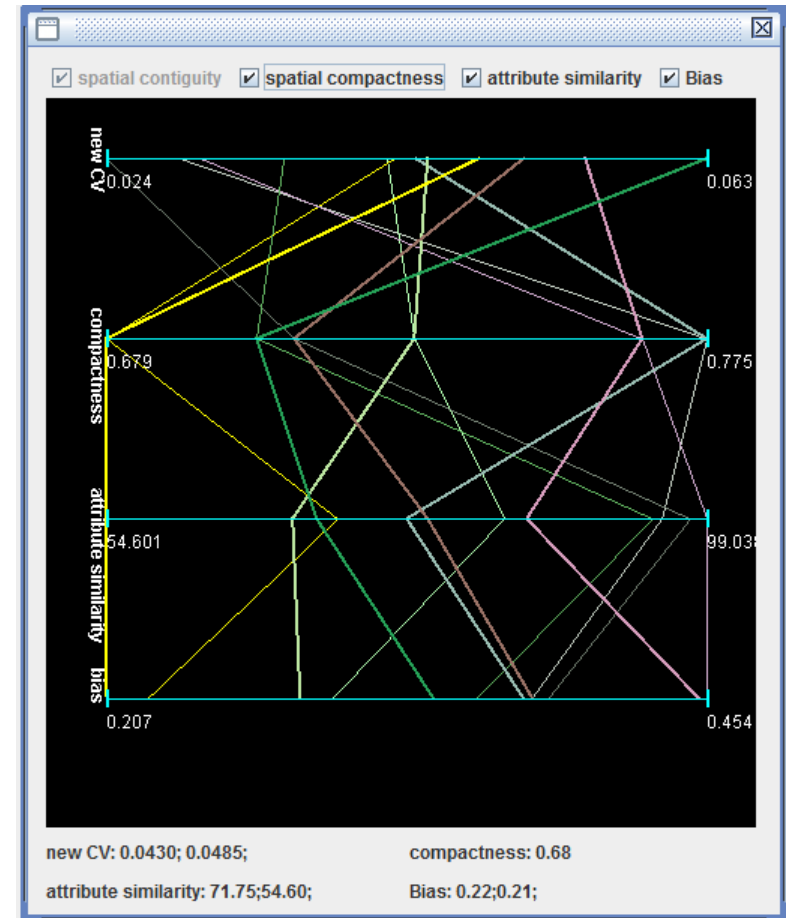 spatial contiguity spatial compactness attribute similarity Bias
new CV
0.024 0.063
compactness
0.679 0.775
attribute similarity
54.601 99.038
bias
0.207 0.454
new CV: 0.0430; 0.0485; compactness: 0.68
attribute similarity: 71.75;54.60; Bias: 0.22;0.21;